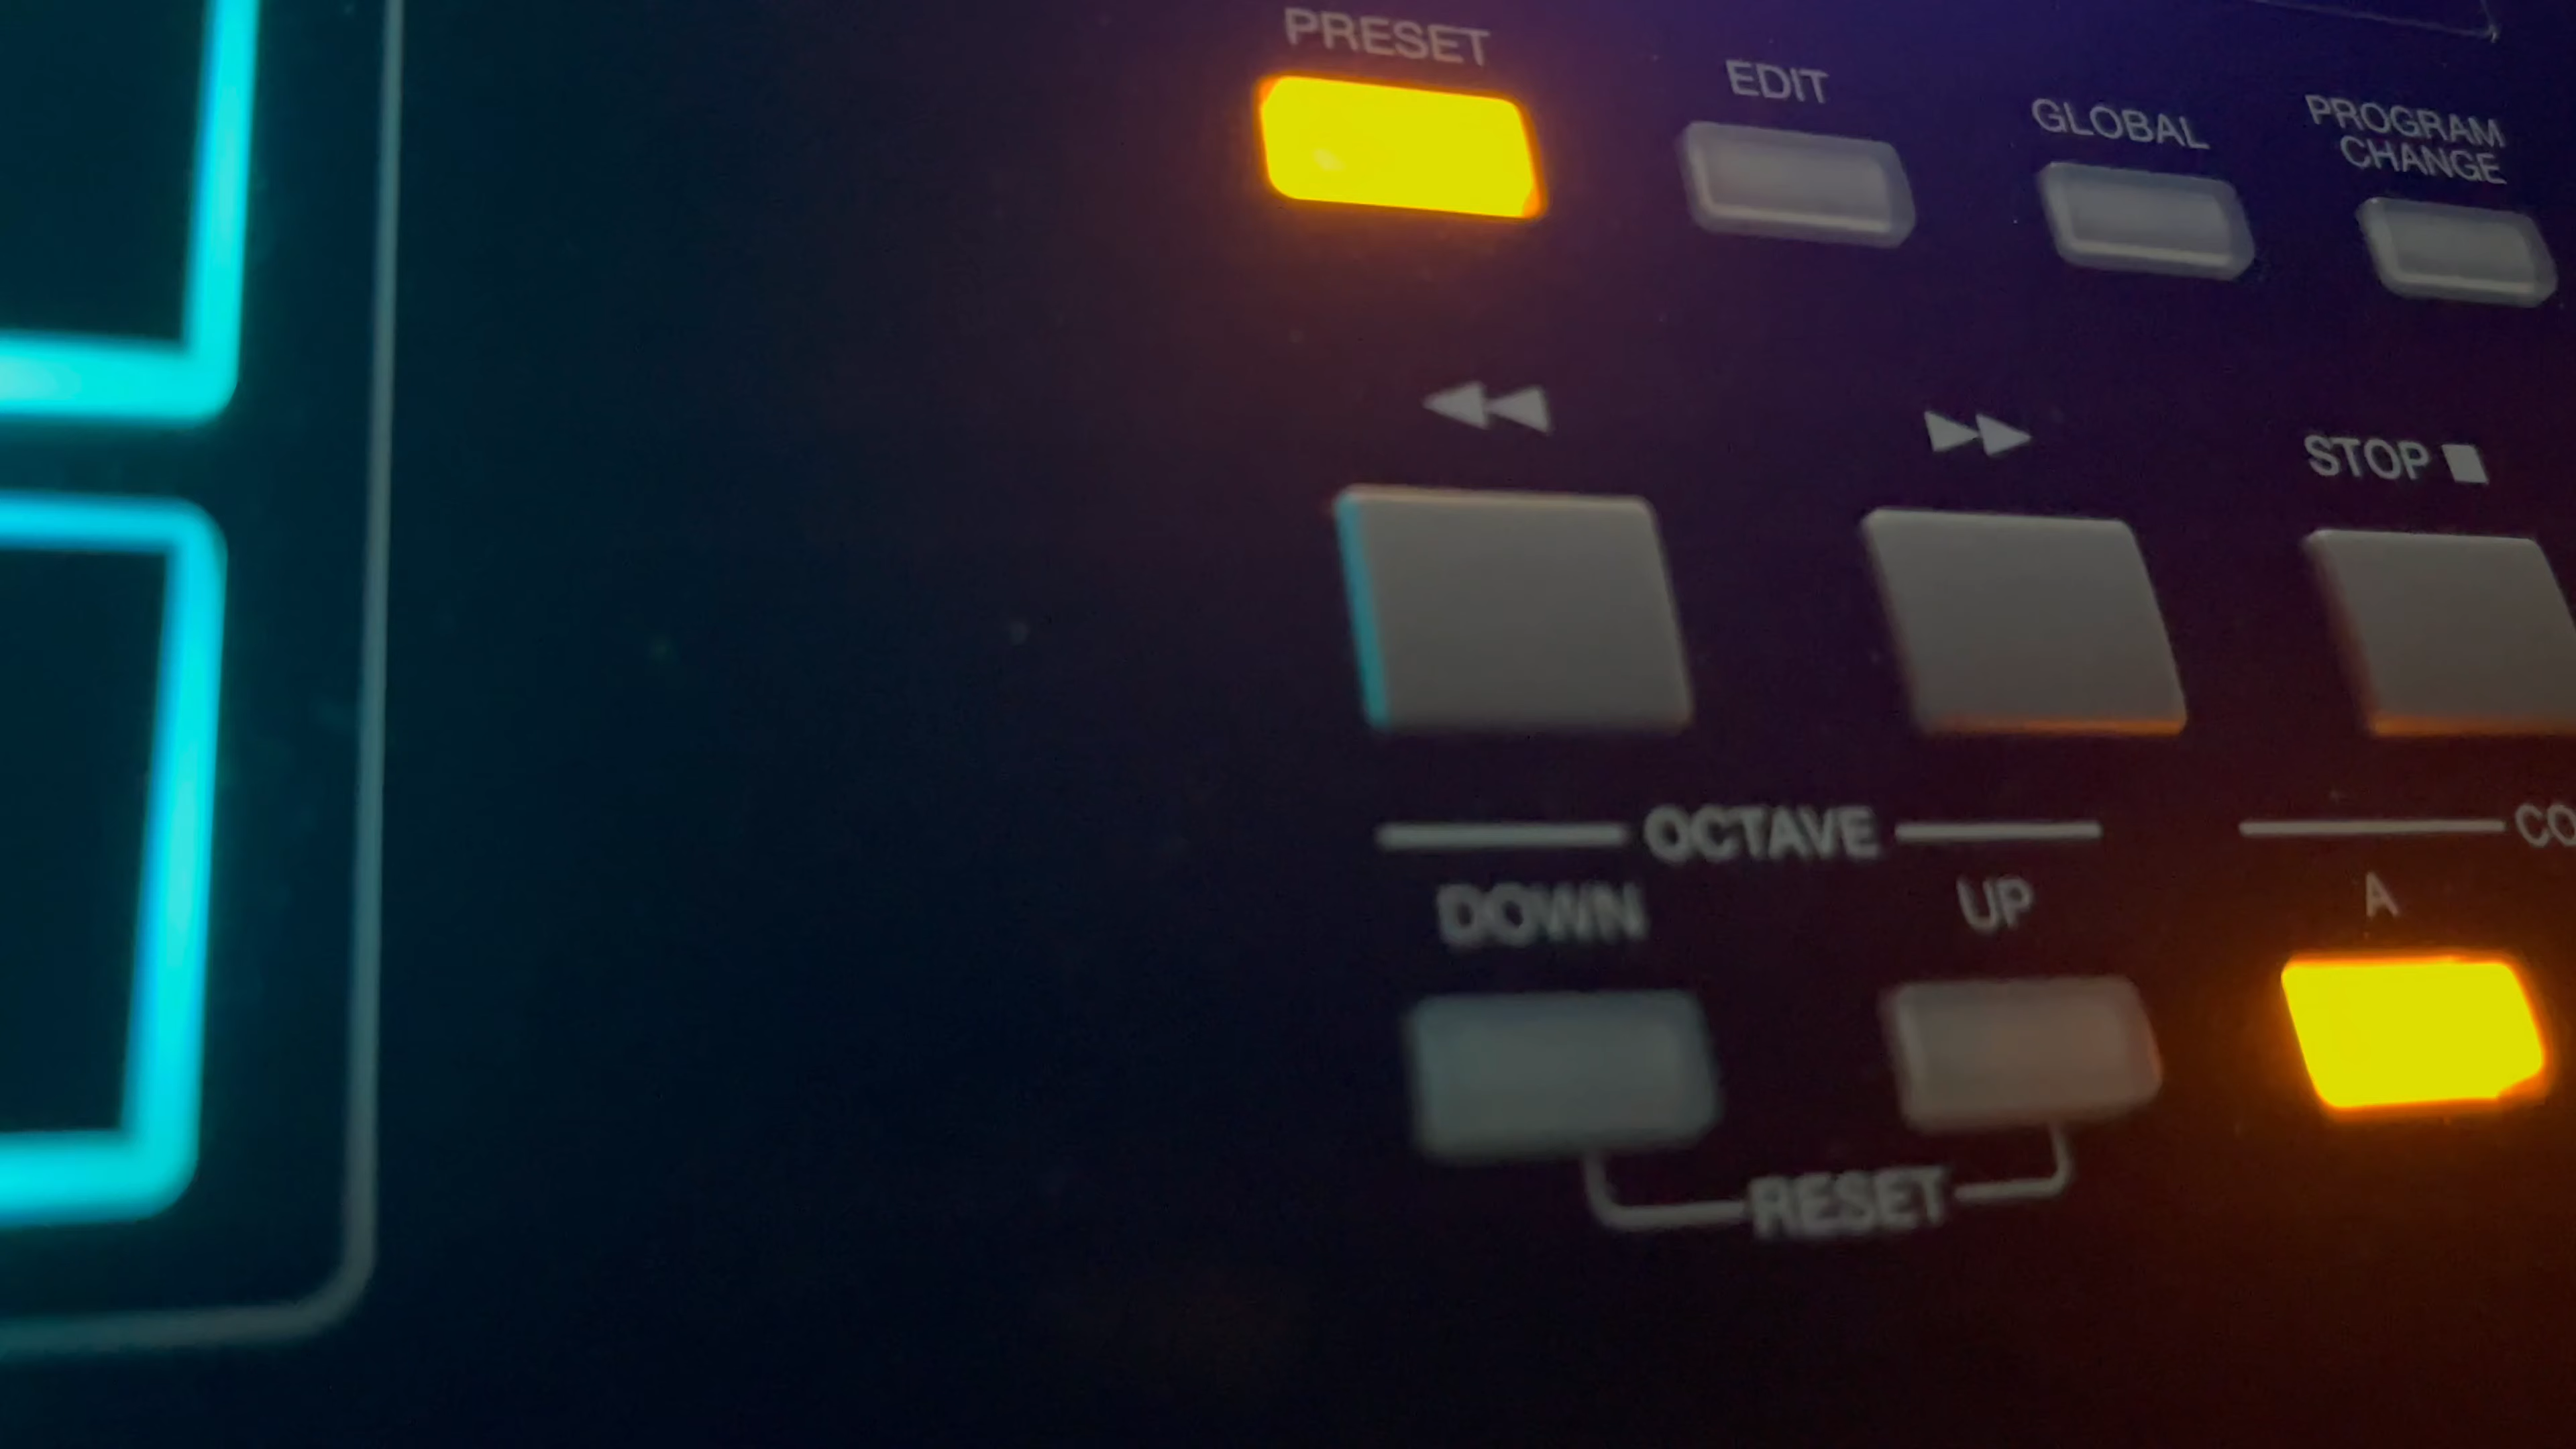 PRESET
EDIT
GLOBAL
PROGRAM
CHANGE
STOP
OCTAVE
DOWN
UP
A
RESET